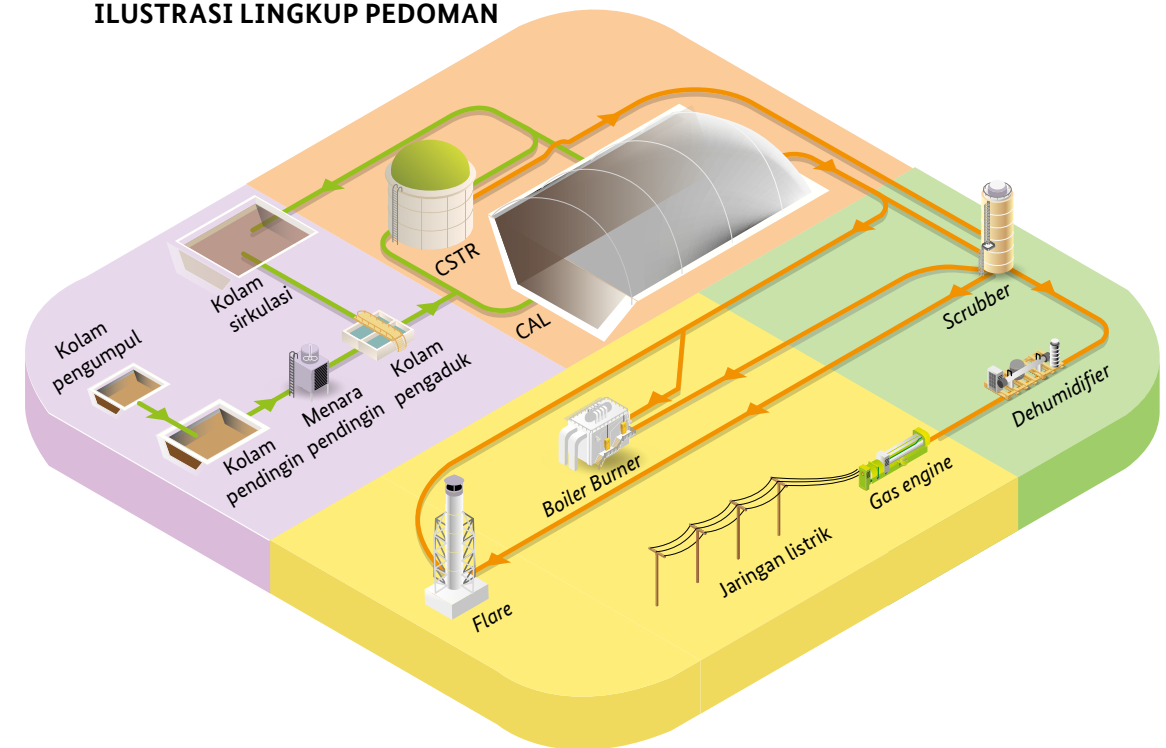 ILUSTRASI LINGKUP PEDOMAN
CSTR
CAL
Scrubber
Kolam
sirkulasi
Kolam
pengumpul
Kolam
pendingin
Menara
pendingin
Kolam
pengaduk
Dehumidifier
Boiler Burner
Gas engine
Jaringan listrik
Flare